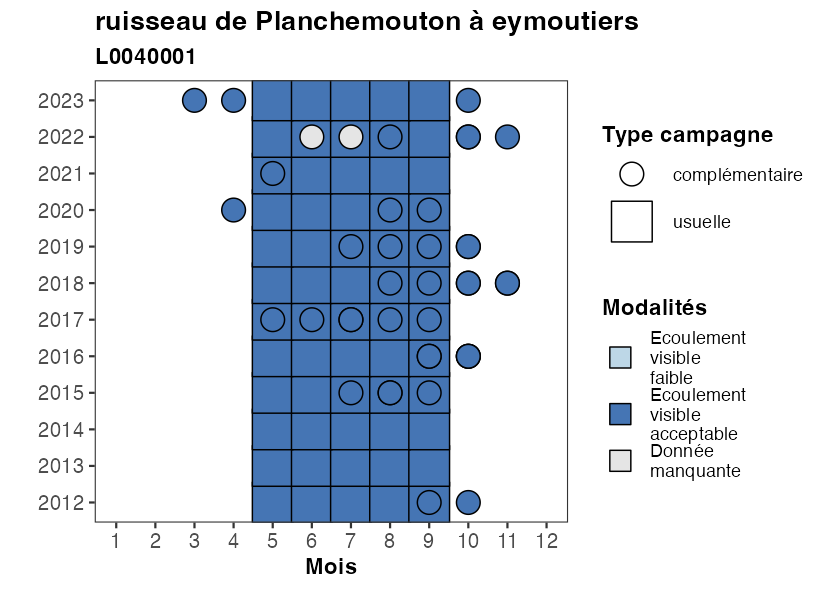 ruisseau de Planchemouton à eymoutiers
L0040001
2023
2022
2021
2020
2019
2018
2017
2016
2015
2014
2013
2012
1 2 3 4 5 6 7 8 9 10 11 12
Mois
Type campagne
complémentaire
usuelle
Modalités
Ecoulement
visible
faible
Ecoulement
visible
acceptable
Donnée
manquante